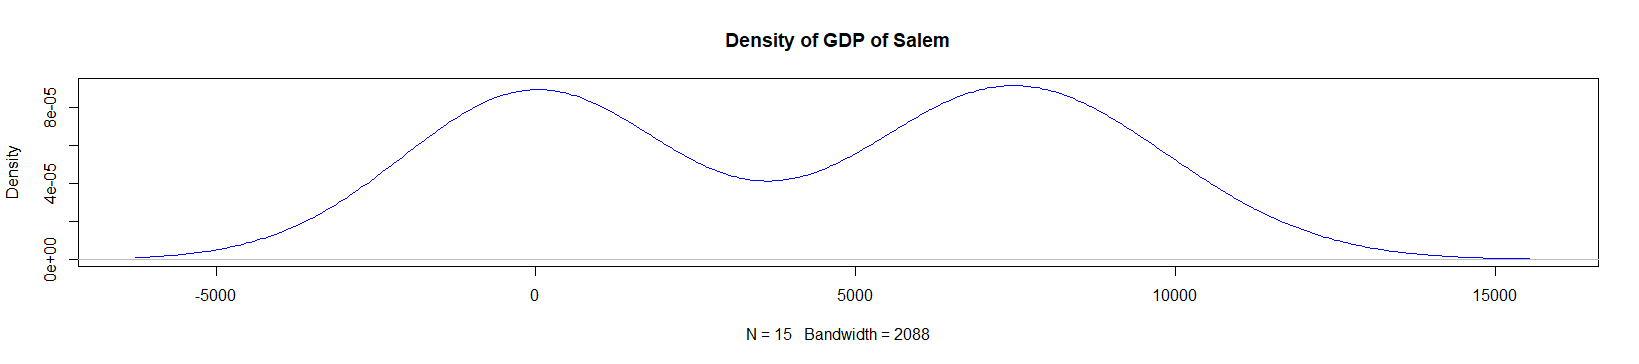 Density of GDP of Salem
Density
8e-05
4e-05
0e+00
-5000 0 5000 10000 15000
N = 15 Bandwidth = 2088